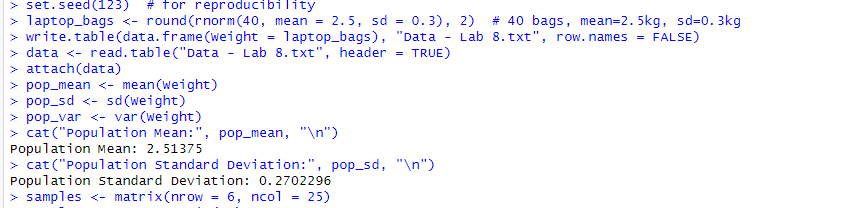 > set.seed(123)  # for reproducibility
> laptop_bags <- round(rnorm(40, mean = 2.5, sd = 0.3), 2)  # 40 bags, mean=2.5kg, sd=0.3kg
> write.table(data.frame(weight = laptop_bags), "Data - Lab 8.txt", row.names = FALSE)
> data <- read.table("Data - Lab 8.txt", header = TRUE)
> attach(data)
> pop_mean <- mean(weight)
> pop_sd <- sd(weight)
> pop_var <- var(weight)
> cat("Population Mean:", pop_mean, "\n")
Population Mean: 2.51375
> cat("Population Standard Deviation:", pop_sd, "\n")
Population Standard Deviation: 0.2702296
> samples <- matrix(nrow = 6, ncol = 25)